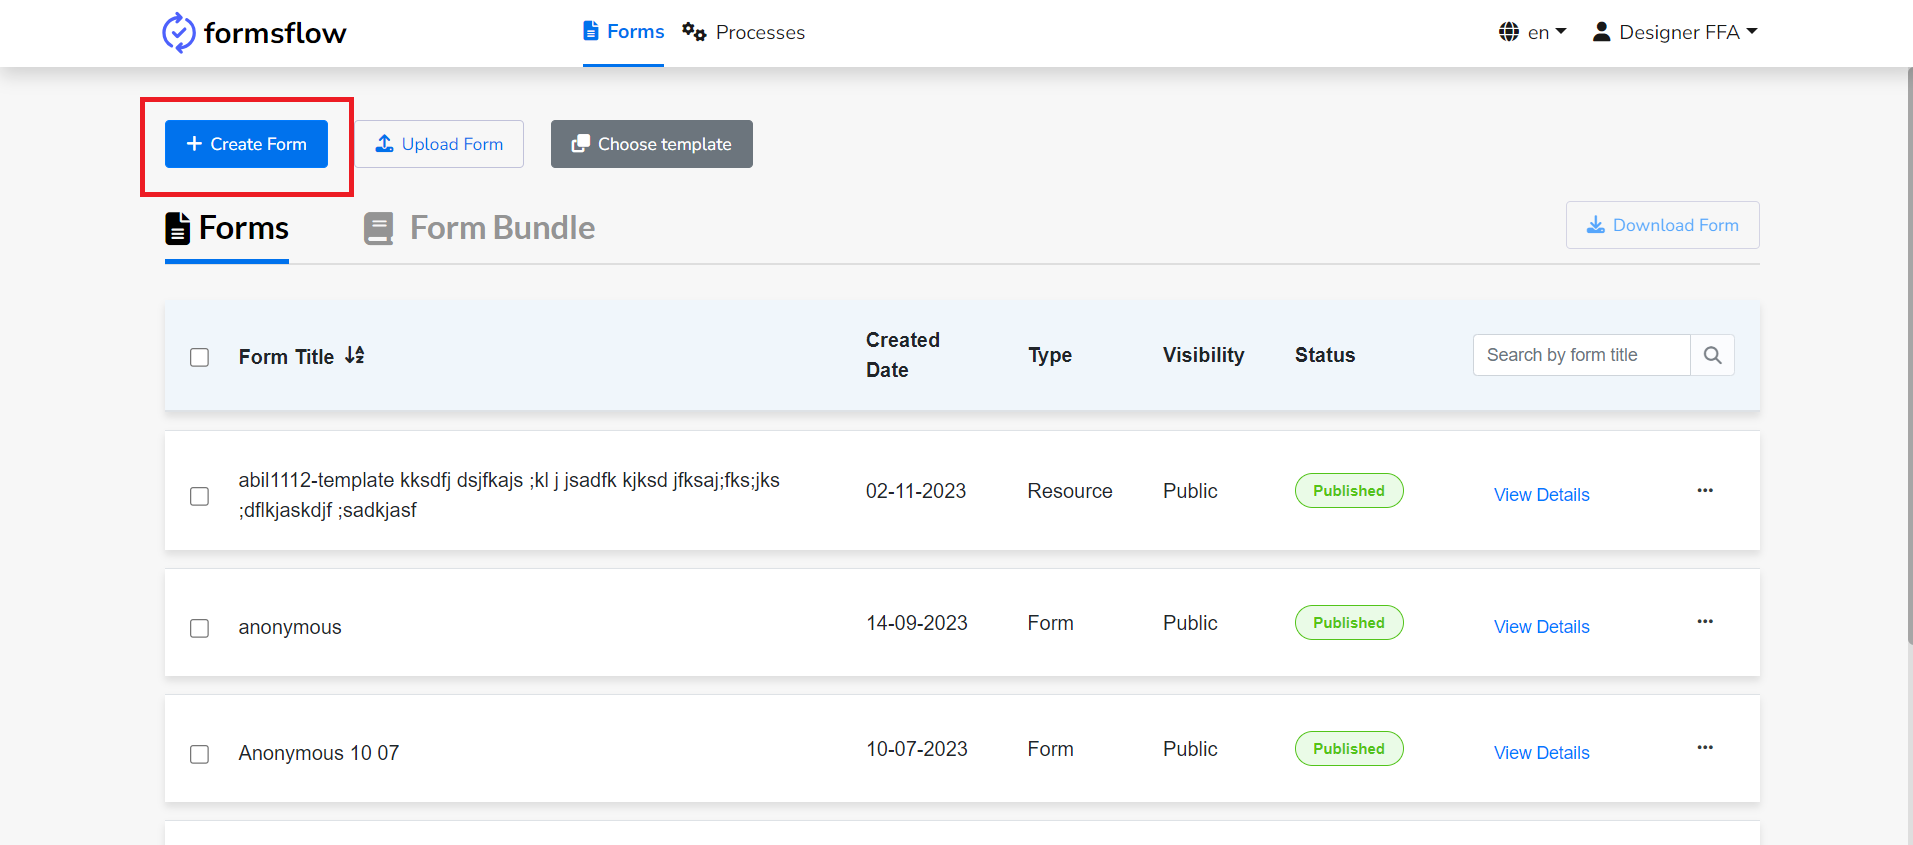 formsflow
Forms Processes
en Designer FFA
Create Form Upload Form Choose template
Forms Form Bundle Download Form
Form Title Created Date Type Visibility Status Search by form title
abil1112-template kksdfj dsjfkajs ;kl j jsadfk kjksd jfksaj;fks;jks
;dflkjaskdjf ;sadkjasf
02-11-2023 Resource Public Published View Details ...
anonymous 14-09-2023 Form Public Published View Details ...
Anonymous 10 07 10-07-2023 Form Public Published View Details ...